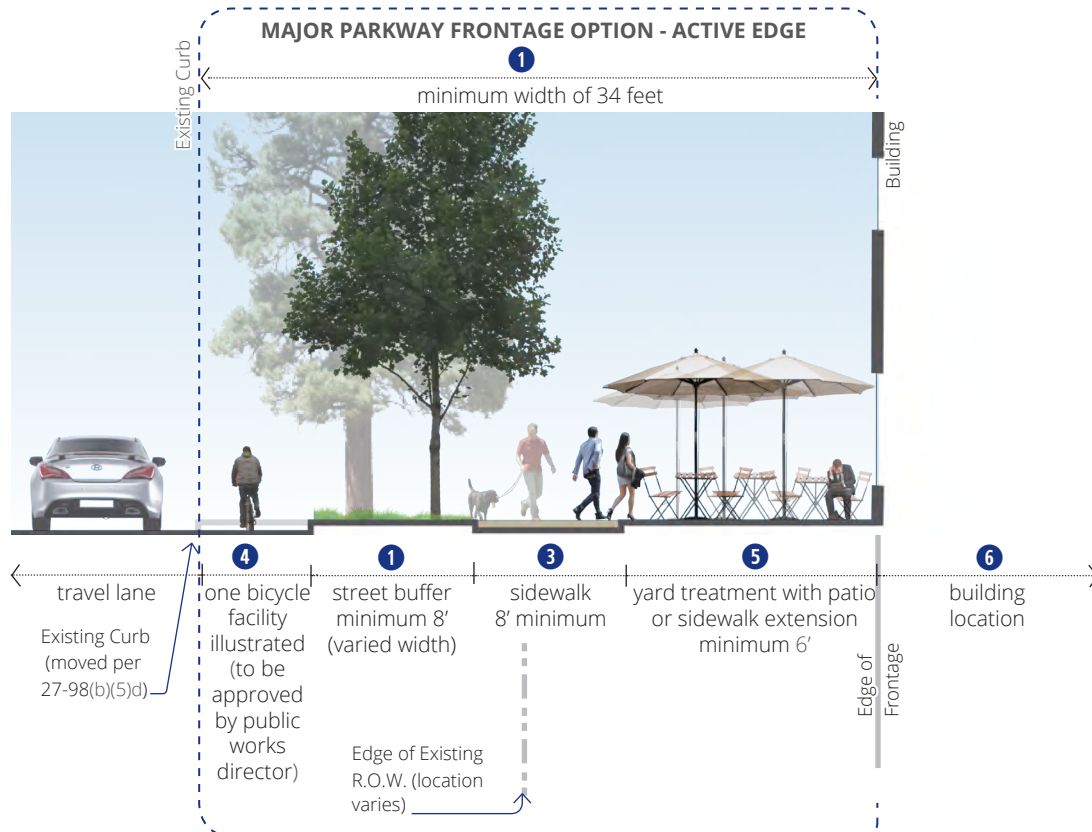 MAJOR PARKWAY FRONTAGE OPTION - ACTIVE EDGE
1
minimum width of 34 feet
Existing Curb
Building
4
one bicycle
facility
illustrated
(to be
approved
by public
works
director)
1
street buffer
minimum 8'
(varied width)
3
sidewalk
8' minimum
5
yard treatment with patio
or sidewalk extension
minimum 6'
6
building
location
travel lane
Existing Curb
(moved per
27-98(b)(5)d)
Edge of Existing
R.O.W. (location
varies)
Edge of
Frontage